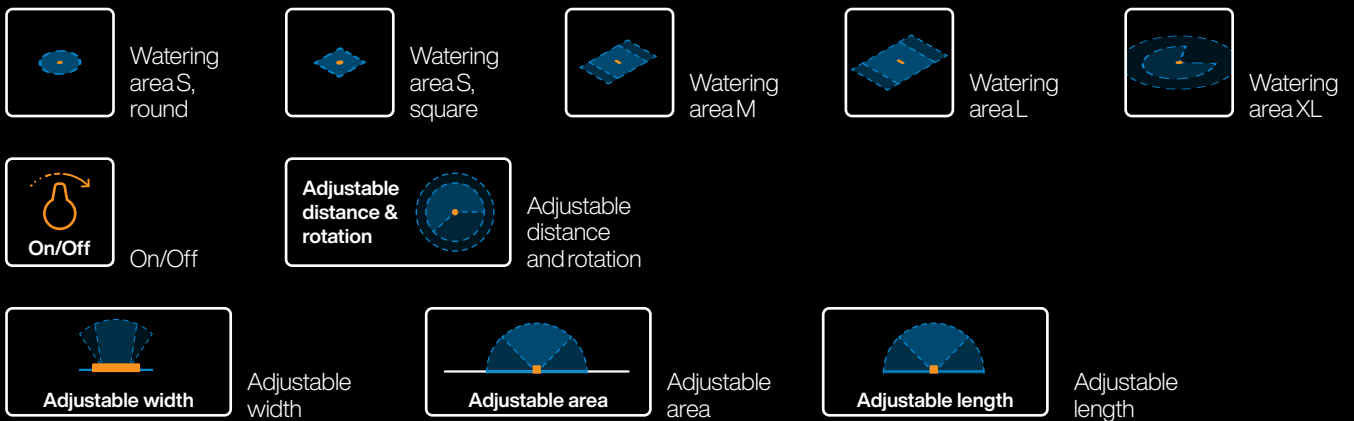 Watering
area S,
round
Watering
area S,
square
Watering
area M
Watering
area L
Watering
area XL
On/Off
On/Off
Adjustable
distance &
rotation
Adjustable
distance
and rotation
Adjustable width
Adjustable
width
Adjustable area
Adjustable
area
Adjustable length
Adjustable
length